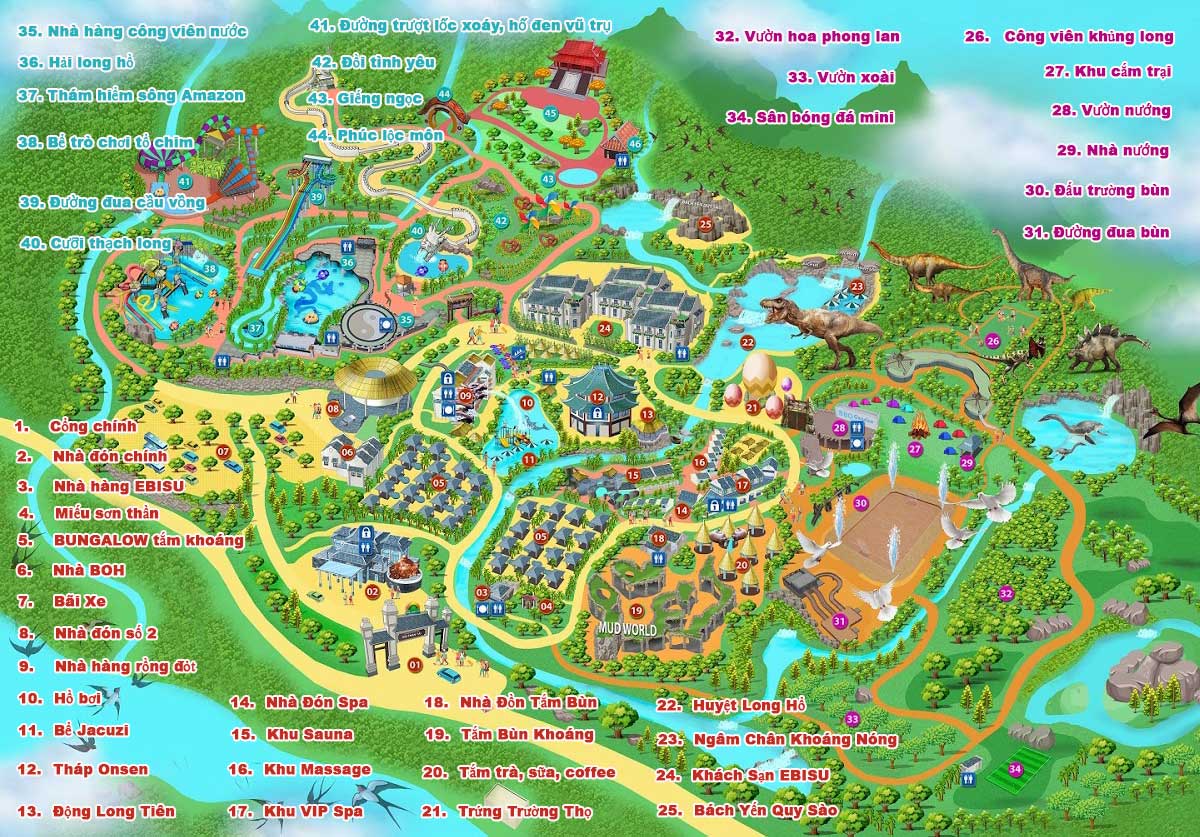 35. Nhà hàng công viên nước
36. Hải long hồ
37. Thám hiểm sông Amazon
38. Bể trò chơi tổ chim
39. Đường đua cầu vồng
40. Cưỡi thạch long
41. Đường trượt lốc xoáy, hố đen vũ trụ
42. Đồi tình yêu
43. Giếng ngọc
44. Phúc lộc môn
32. Vườn hoa phong lan
33. Vườn xoài
34. Sân bóng đá mini
26. Công viên khủng long
27. Khu cắm trại
28. Vườn nướng
29. Nhà nướng
30. Đấu trường bùn
31. Đường đua bùn
44
45
46
41
43
39
42
40
25
38
36
23
37
35
24
22
26
09
12
10
21
08
13
28
07
06
11
16
27
29
05
15
17
14
30
05
18
20
02
03
04
19
MUD WORLD
31
32
01
33
34
1. Cổng chính
2. Nhà đón chính
3. Nhà hàng EBISU
4. Miếu sơn thần
5. BUNGALOW tắm khoáng
6. Nhà BOH
7. Bãi Xe
8. Nhà đón số 2
9. Nhà hàng rồng đót
10. Hồ bơi
11. Bể Jacuzi
12. Tháp Onsen
13. Động Long Tiên
14. Nhà Đón Spa
15. Khu Sauna
16. Khu Massage
17. Khu VIP Spa
18. Nhà Đồn Tắm Bùn
19. Tắm Bùn Khoáng
20. Tắm trà, sữa, coffee
21. Trứng Trường Thọ
22. Huyệt Long Hồ
23. Ngâm Chân Khoáng Nóng
24. Khách Sạn EBISU
25. Bách Yến Quy Sào